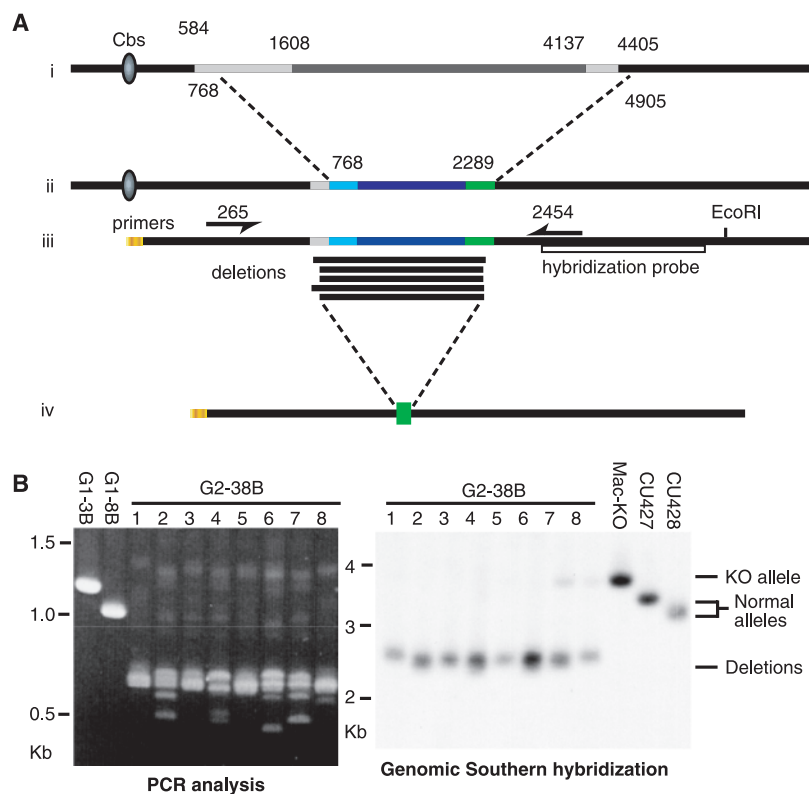 A
Cbs
584
1608
4137
4405
i
768
4905
768
2289
ii
primers
265
2454
EcoRI
iii
deletions
hybridization probe
iv
B
G1-3B
G1-8B
G2-38B
1 2 3 4 5 6 7 8
1.5
1.0
0.5
Kb
PCR analysis
G2-38B
1 2 3 4 5 6 7 8
Mac-KO
CU427
CU428
4
3
2
Kb
KO allele
Normal
alleles
Deletions
Genomic Southern hybridization